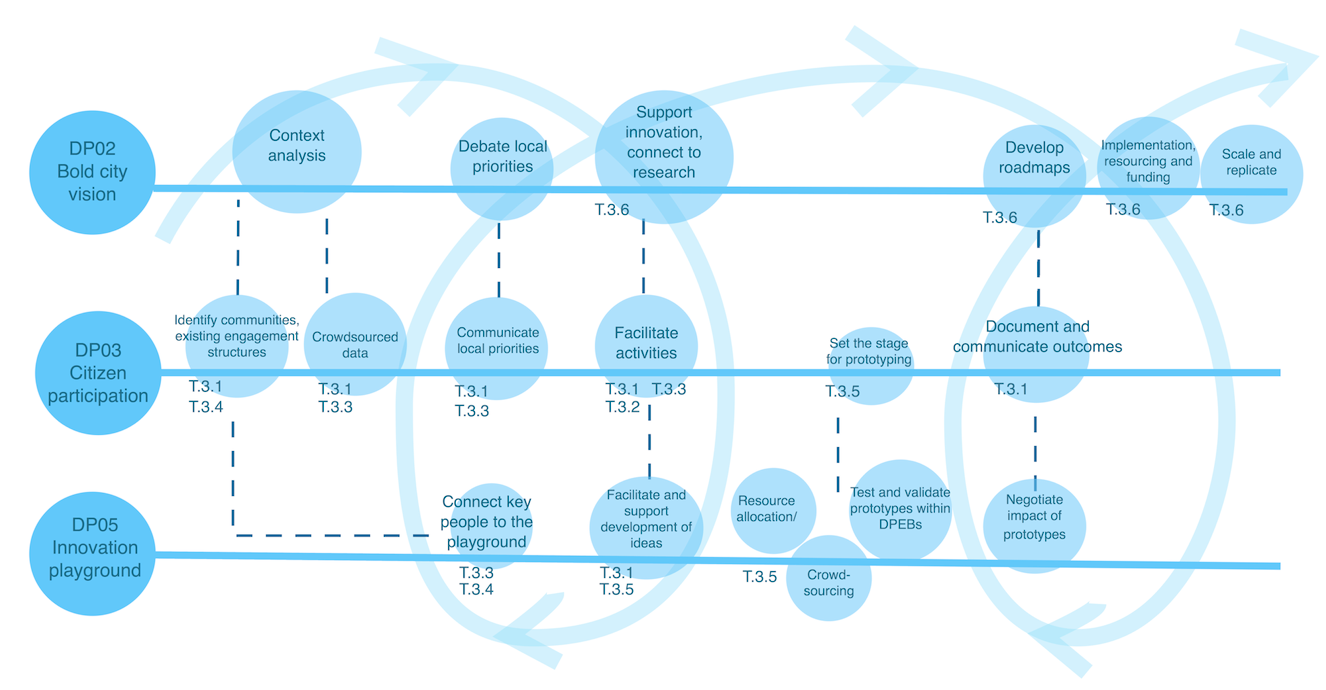 DP02
Bold city
vision
Context
analysis
Debate local
priorities
Support
innovation,
connect to
research
T.3.6
Develop
roadmaps
T.3.6
Implementation,
resourcing and
funding
T.3.6
Scale and
replicate
T.3.6
DP03
Citizen
participation
Identify communities,
existing engagement
structures
T.3.1
T.3.4
Crowdsourced
data
T.3.1
T.3.3
Communicate
local priorities
T.3.1
T.3.3
Facilitate
activities
T.3.1 T.3.3
T.3.2
Set the stage
for prototyping
T.3.5
Document and
communicate outcomes
T.3.1
DP05
Innovation
playground
Connect key
people to the
playground
T.3.3
T.3.4
Facilitate and
support
development of
ideas
T.3.1
T.3.5
Resource
allocation/
T.3.5
Crowd-
sourcing
Test and validate
prototypes within
DPEBs
Negotiate
impact of
prototypes